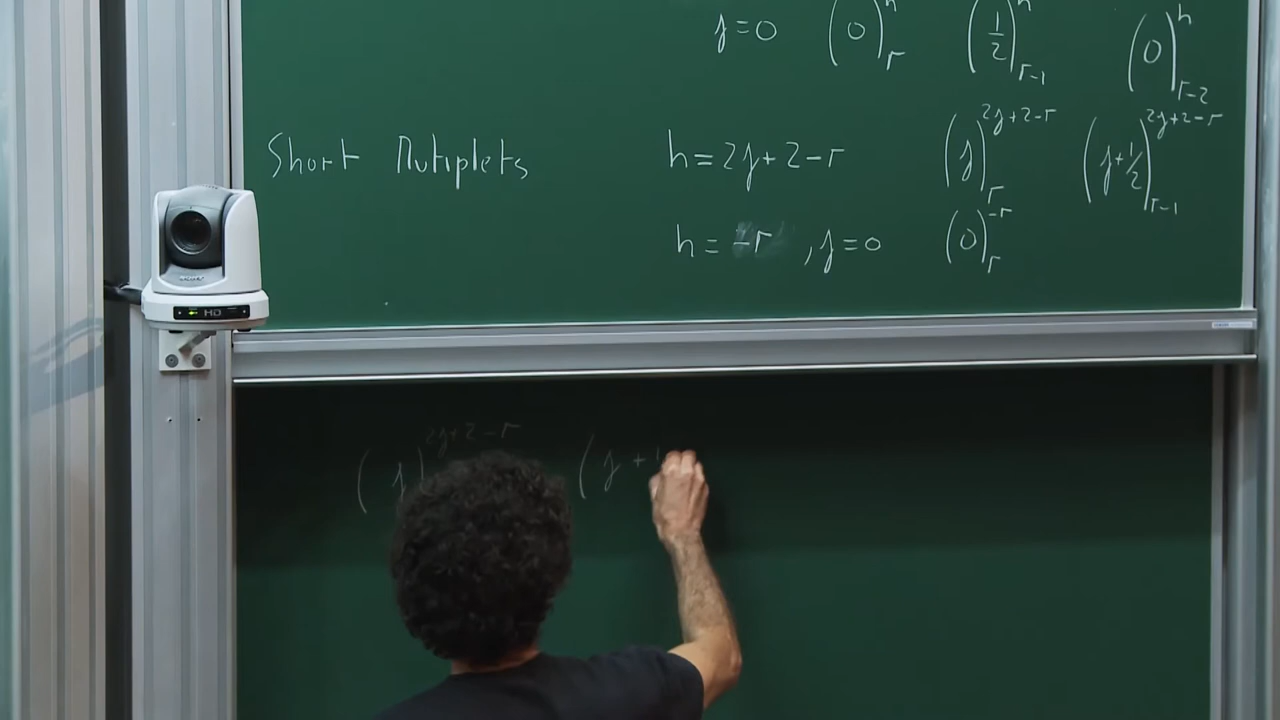 j=0 (0)^h_r (1/2)^h_{r-1} (0)^h_{r-2}
Short Mutiplets h=2j+2-r (j)^{2j+2-r}_r (j+1/2)^{2j+2-r}_{r-1}
h= -r , j=0 (0)^{-r}_r
HD
(j)^{2j+2-r} (j+